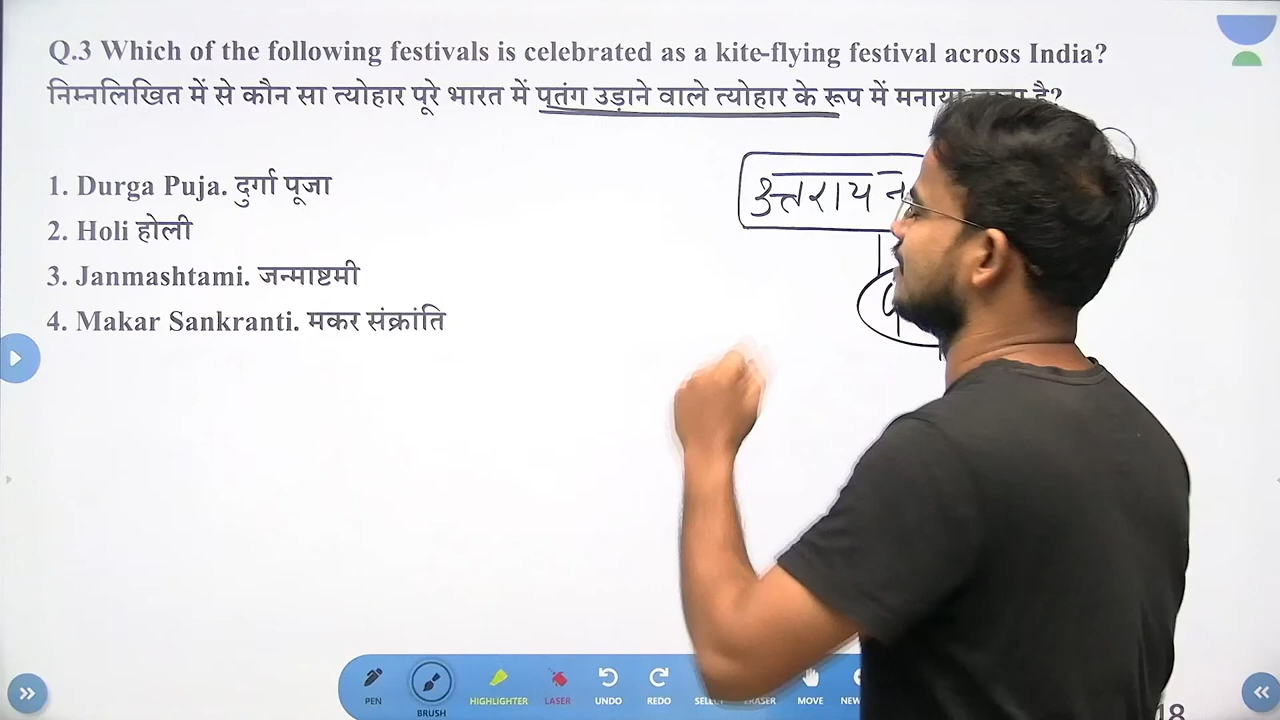 Q.3 Which of the following festivals is celebrated as a kite-flying festival across India?
निम्नलिखित में से कौन सा त्योहार पूरे भारत में पतंग उड़ाने वाले त्योहार के रूप में मनाया है?
1. Durga Puja. दुर्गा पूजा
2. Holi होली
3. Janmashtami. जन्माष्टमी
4. Makar Sankranti. मकर संक्रांति
उत्तरायन
PEN BRUSH HIGHLIGHTER LASER UNDO REDO MOVE
18